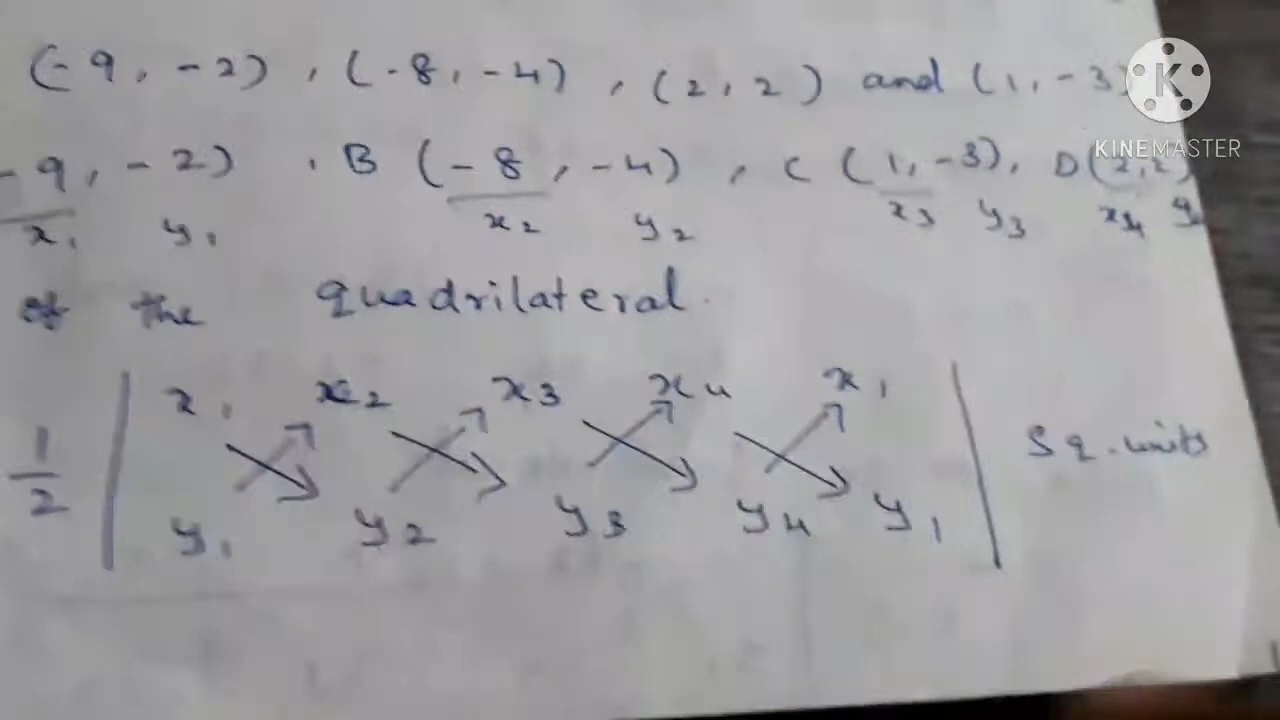 (-9, -2), (-8, -4), (2, 2) and (1, -3)
K
KINEMASTER
-9, -2), B (-8, -4), C (1, -3), D(2,2)
x1 y1 x2 y2 x3 y3 x4 y4
of the quadrilateral.
1/2 | x1 x2 x3 x4 x1 | Sq. units
y1 y2 y3 y4 y1